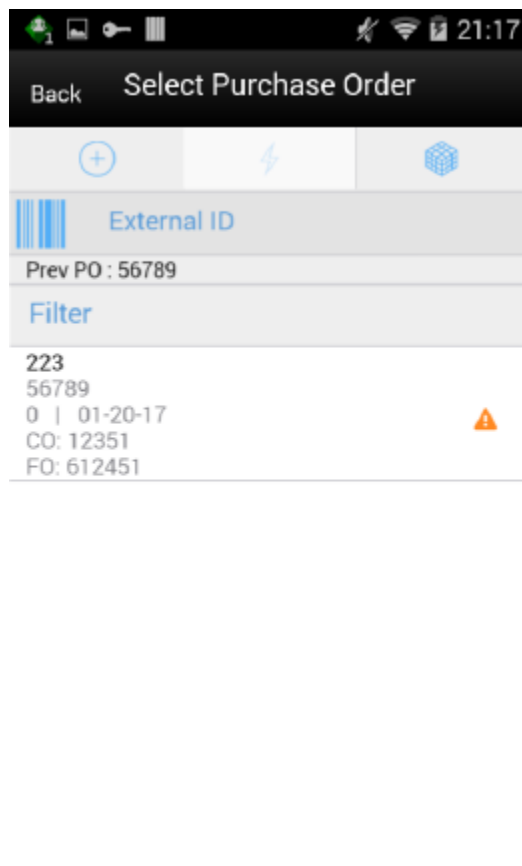 1 21:17
Back Select Purchase Order
External ID
Prev PO : 56789
Filter
223
56789
0 | 01-20-17
CO: 12351
FO: 612451